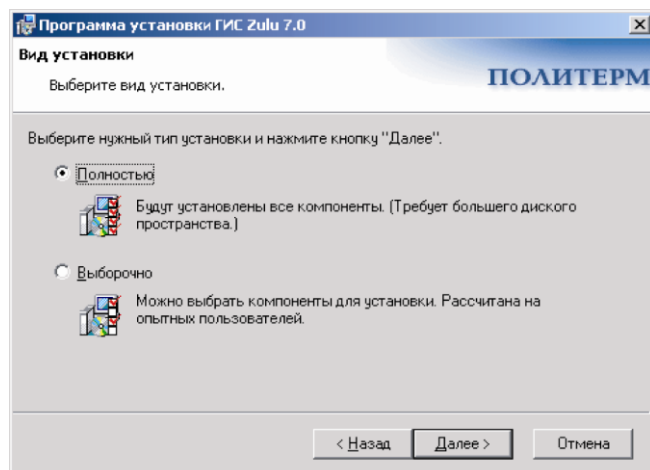 Программа установки ГИС Zulu 7.0
Вид установки
Выберите вид установки.
ПОЛИТЕРМ
Выберите нужный тип установки и нажмите кнопку "Далее".
Полностью
Будут установлены все компоненты. (Требует большего диского
пространства.)
Выборочно
Можно выбрать компоненты для установки. Рассчитана на
опытных пользователей.
< Назад Далее > Отмена